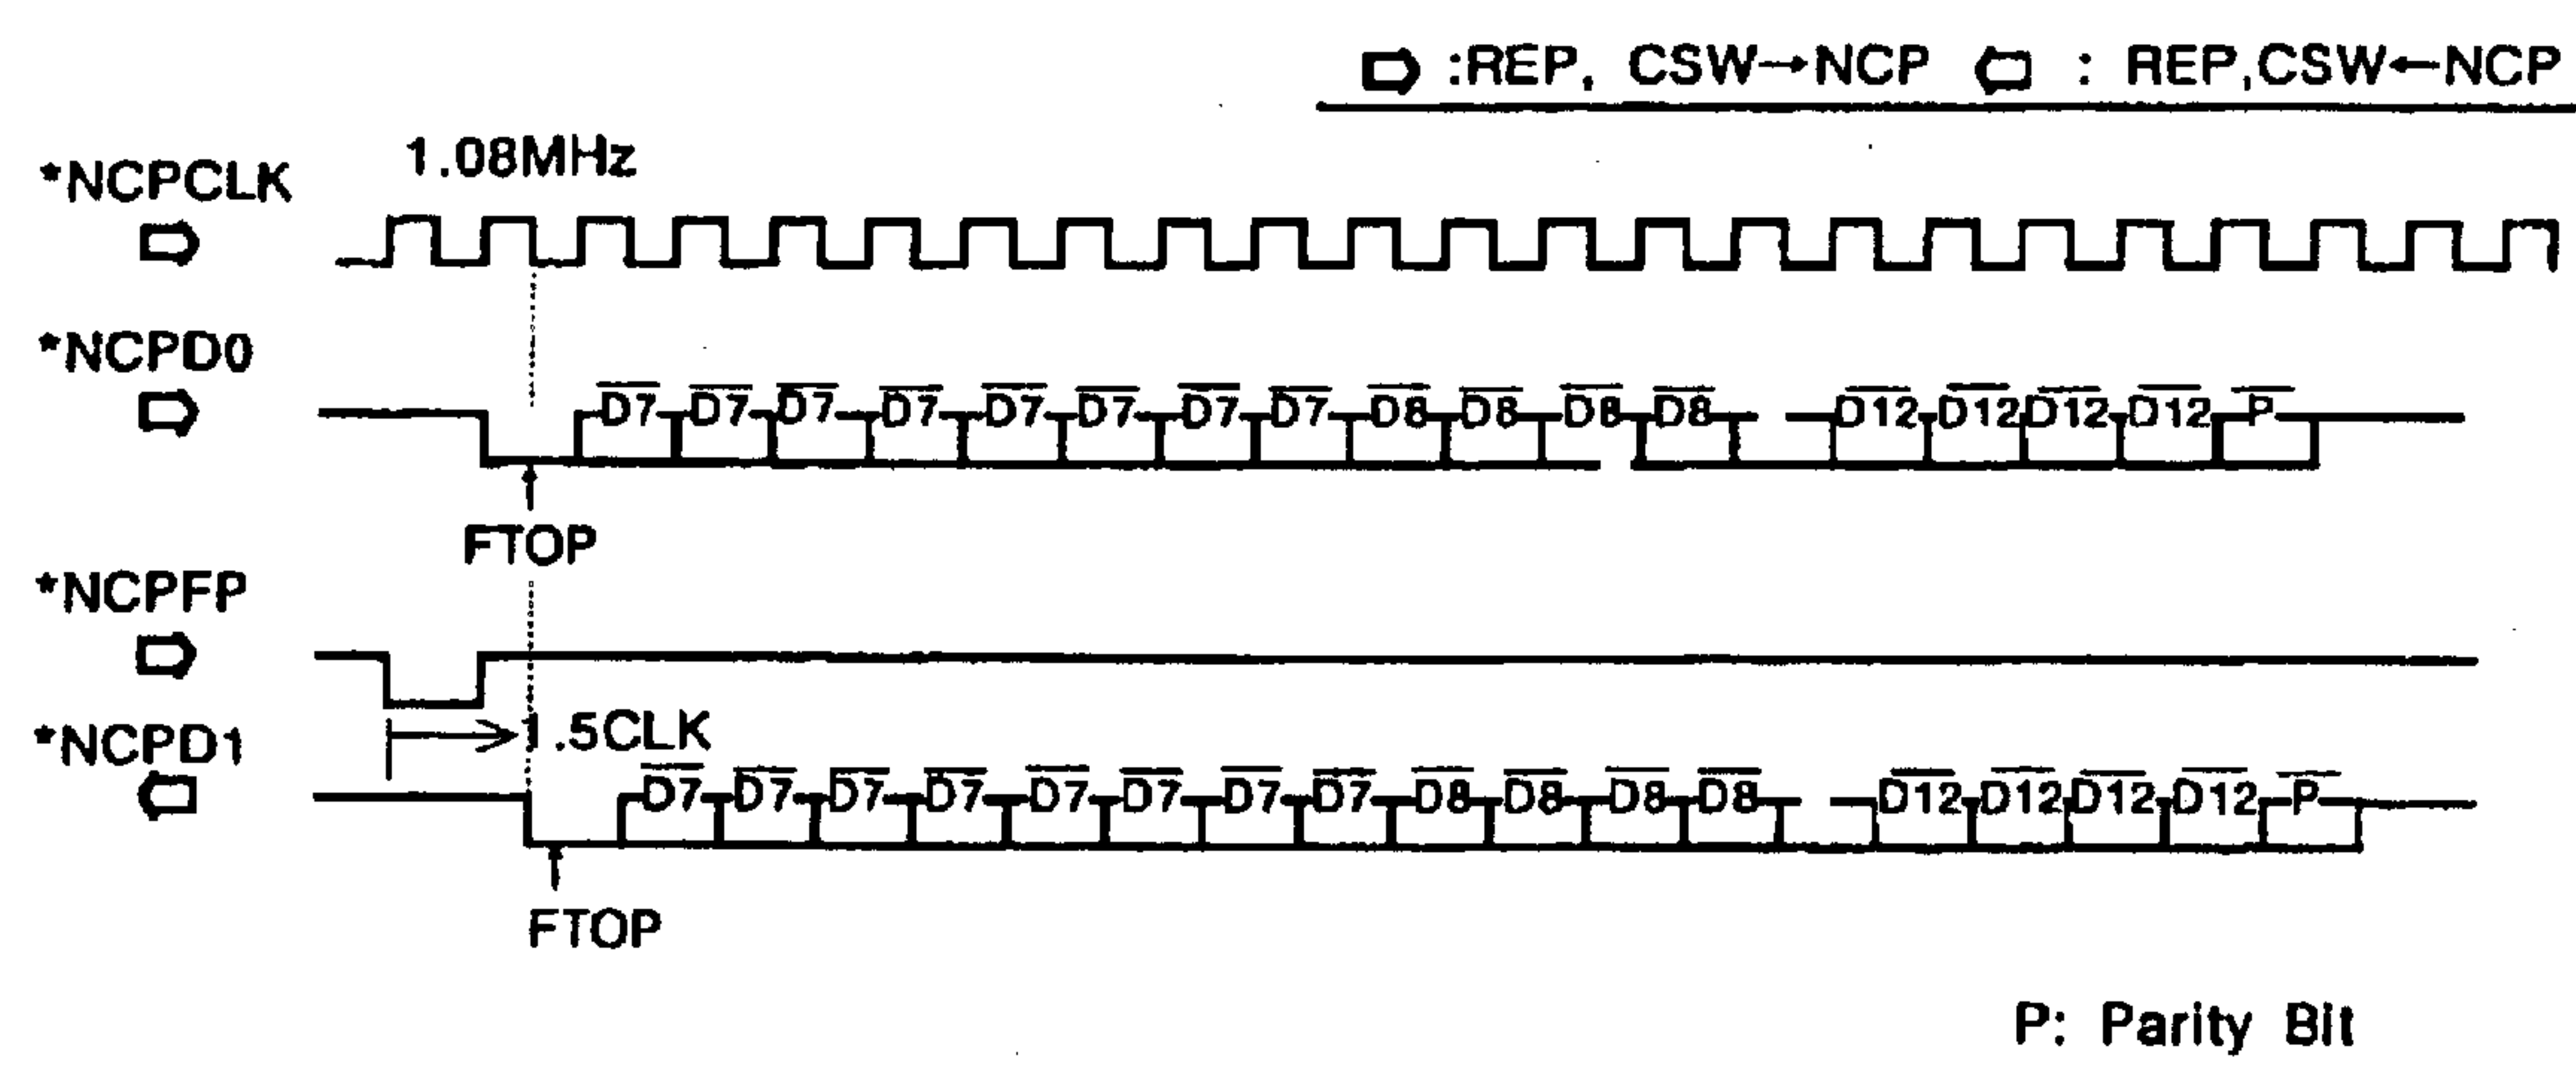 ⇨ :REP, CSW→NCP ⇦ : REP,CSW←NCP
1.08MHz
*NCPCLK
*NCPD0
D7 D7 D7 D7 D7 D7 D7 D7 D8 D8 D8 D8 D12 D12 D12 D12 P
FTOP
*NCPFP
1.5CLK
*NCPD1
D7 D7 D7 D7 D7 D7 D7 D7 D8 D8 D8 D8 D12 D12 D12 D12 P
FTOP
P: Parity Bit